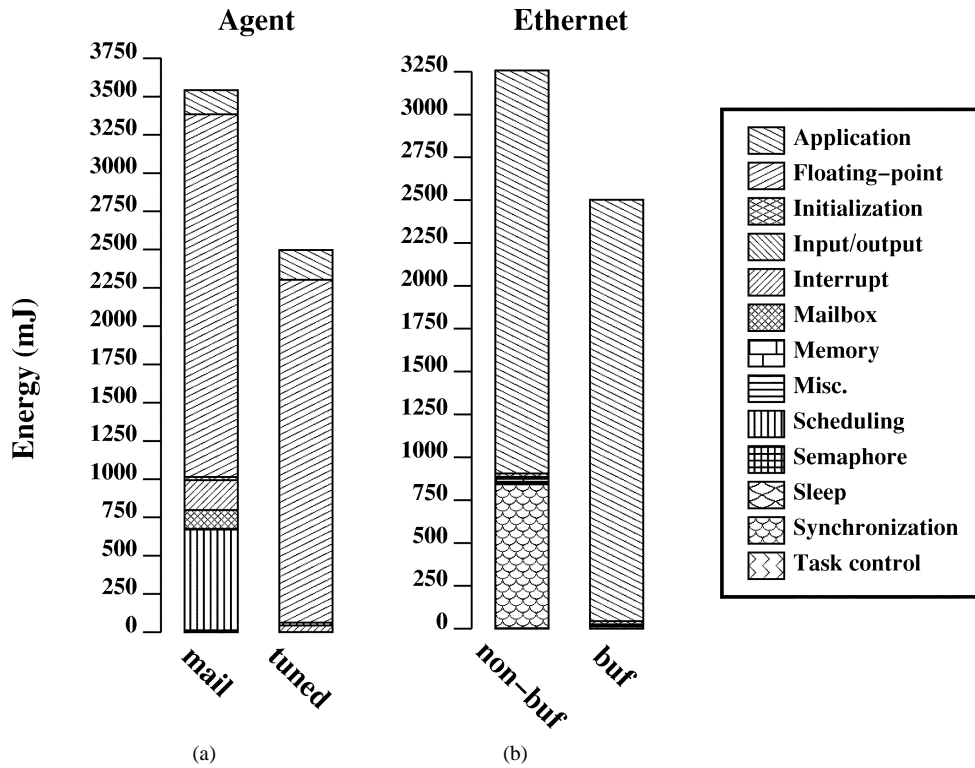 Agent
Ethernet
Energy (mJ)
3750
3500
3250
3000
2750
2500
2250
2000
1750
1500
1250
1000
750
500
250
0
mail
tuned
(a)
3250
3000
2750
2500
2250
2000
1750
1500
1250
1000
750
500
250
0
non-buf
buf
(b)
Application
Floating-point
Initialization
Input/output
Interrupt
Mailbox
Memory
Misc.
Scheduling
Semaphore
Sleep
Synchronization
Task control